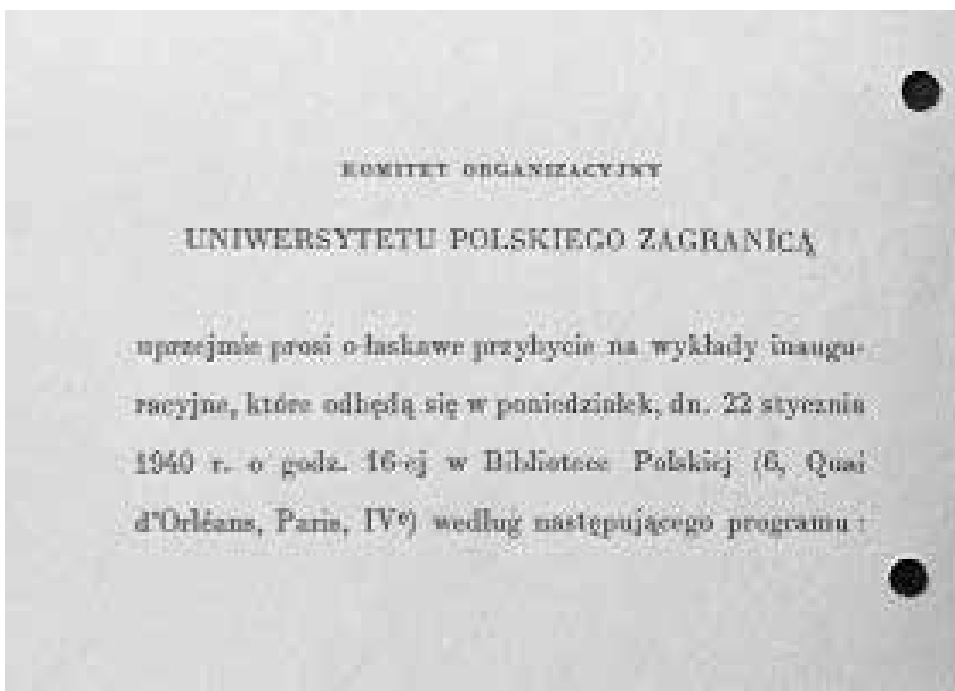 KOMITET ORGANIZACYJNY
UNIWERSYTETU POLSKIEGO ZAGRANICĄ
uprzejmie prosi o łaskawe przybycie na wykłady inaugu-
racyjne, które odbędą się w poniedziałek, dn. 22 stycznia
1940 r. o godz. 16-ej w Bibliotece Polskiej (6, Quai
d'Orléans, Paris, IVe) według następującego programu :